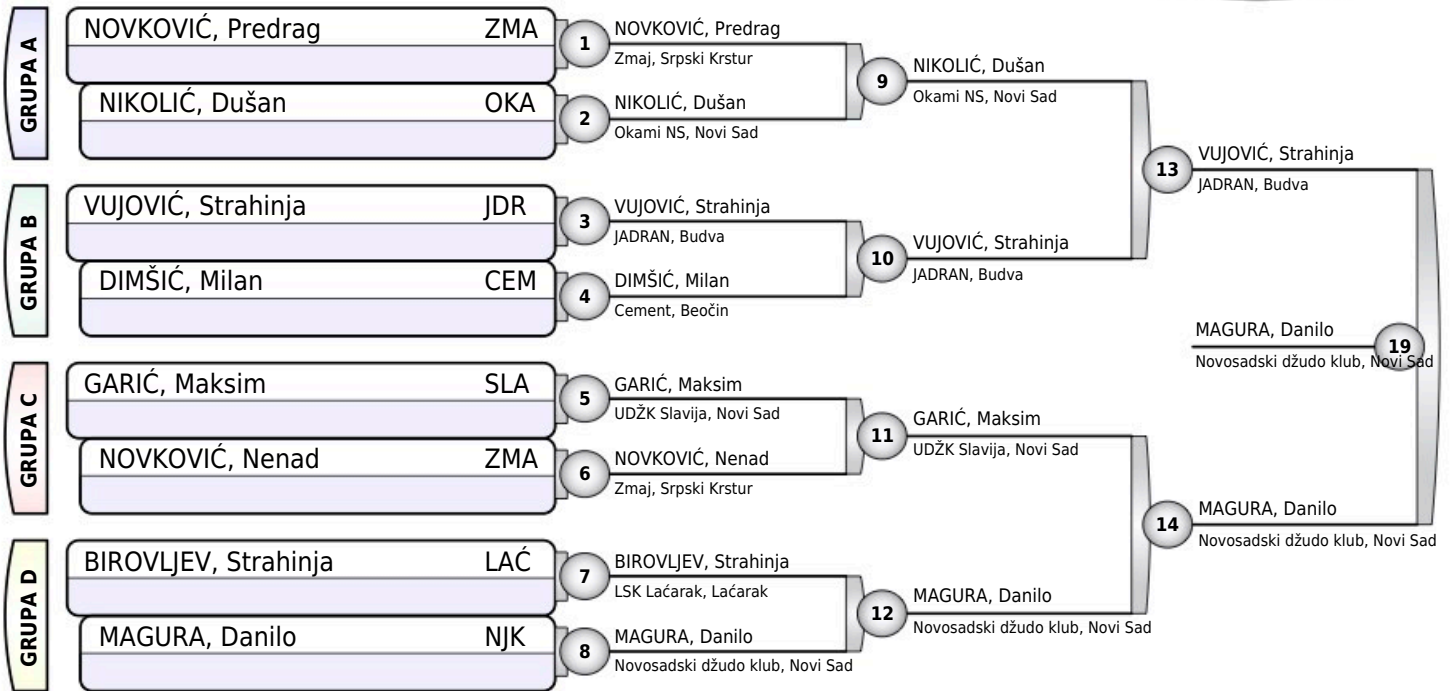 GRUPA A
NOVKOVIĆ, Predrag ZMA
NIKOLIĆ, Dušan OKA
GRUPA B
VUJOVIĆ, Strahinja JDR
DIMŠIĆ, Milan CEM
GRUPA C
GARIĆ, Maksim SLA
NOVKOVIĆ, Nenad ZMA
GRUPA D
BIROVLJEV, Strahinja LAĆ
MAGURA, Danilo NJK
1
NOVKOVIĆ, Predrag
Zmaj, Srpski Krstur
2
NIKOLIĆ, Dušan
Okami NS, Novi Sad
3
VUJOVIĆ, Strahinja
JADRAN, Budva
4
DIMŠIĆ, Milan
Cement, Beočin
5
GARIĆ, Maksim
UDŽK Slavija, Novi Sad
6
NOVKOVIĆ, Nenad
Zmaj, Srpski Krstur
7
BIROVLJEV, Strahinja
LSK Laćarak, Laćarak
8
MAGURA, Danilo
Novosadski džudo klub, Novi Sad
9
NIKOLIĆ, Dušan
Okami NS, Novi Sad
10
VUJOVIĆ, Strahinja
JADRAN, Budva
11
GARIĆ, Maksim
UDŽK Slavija, Novi Sad
12
MAGURA, Danilo
Novosadski džudo klub, Novi Sad
13
VUJOVIĆ, Strahinja
JADRAN, Budva
14
MAGURA, Danilo
Novosadski džudo klub, Novi Sad
19
MAGURA, Danilo
Novosadski džudo klub, Novi Sad